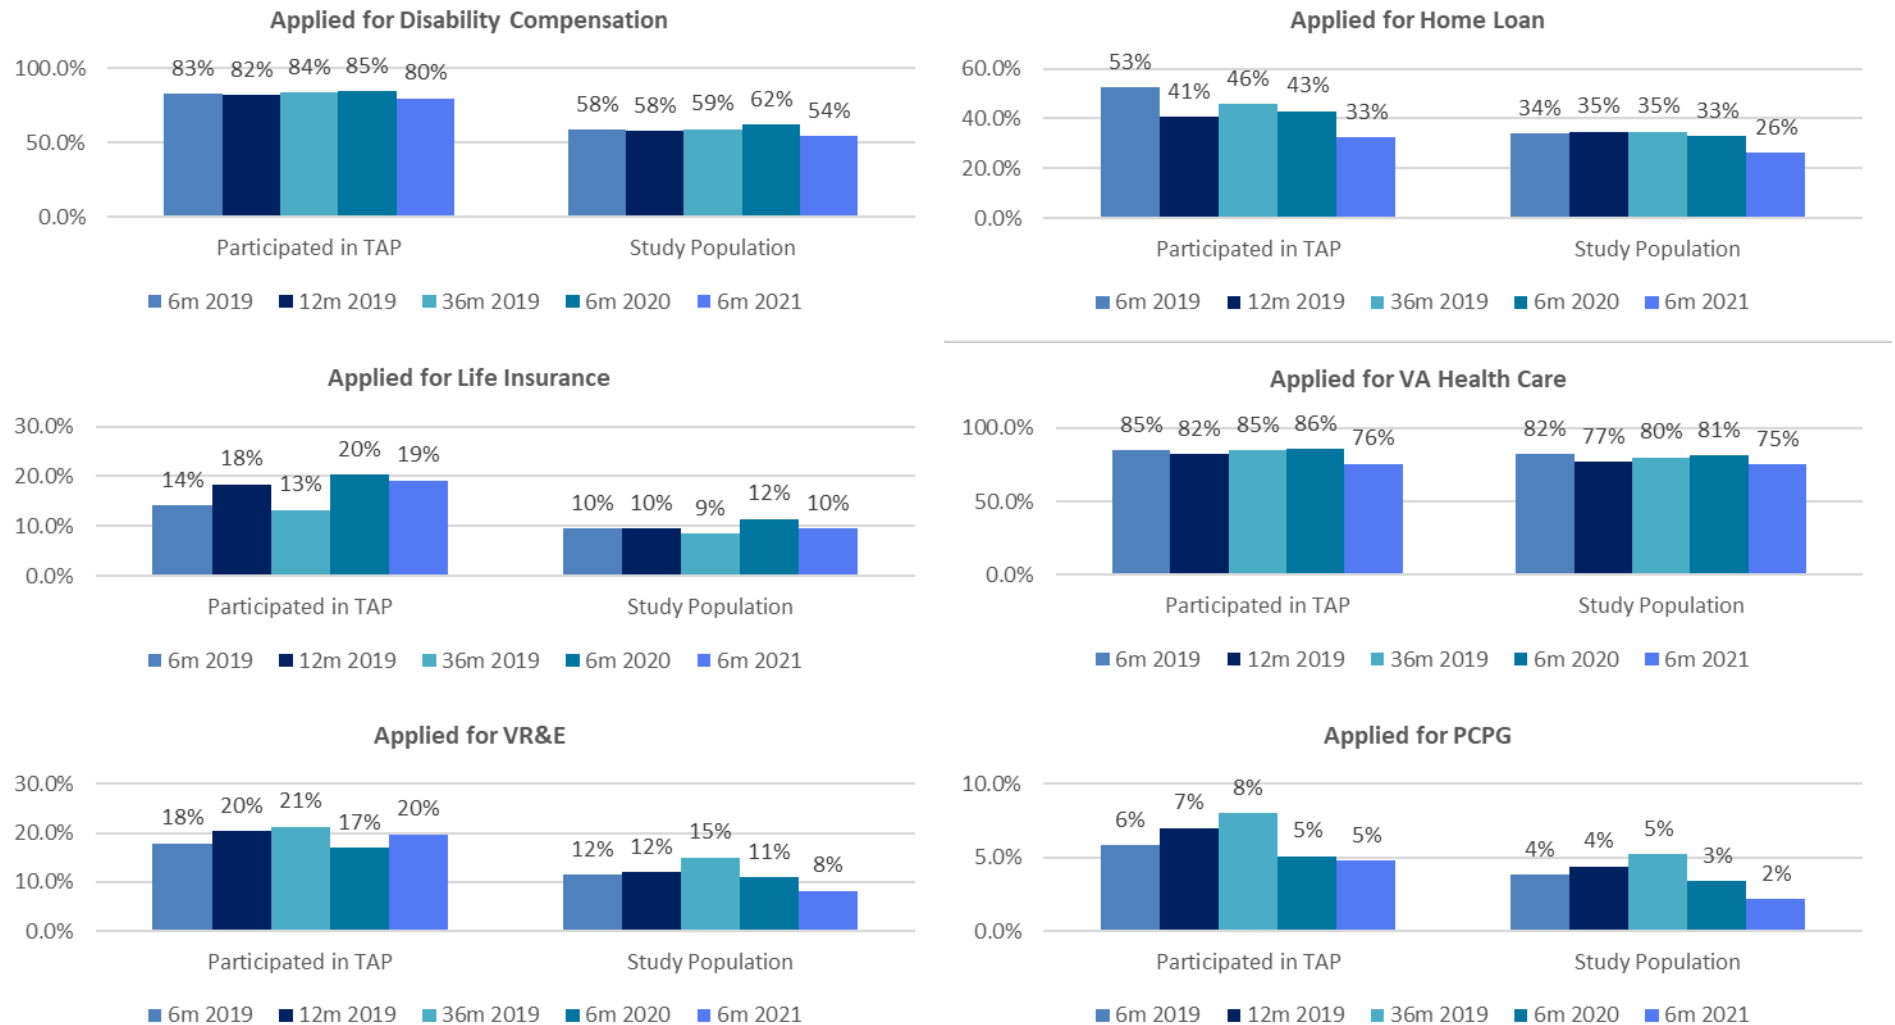 Applied for Disability Compensation
100.0%
50.0%
0.0%
83% 82% 84% 85% 80%
58% 58% 59% 62% 54%
Participated in TAP
Study Population
6m 2019 12m 2019 36m 2019 6m 2020 6m 2021
Applied for Home Loan
60.0%
40.0%
20.0%
0.0%
53% 41% 46% 43% 33%
34% 35% 35% 33% 26%
Participated in TAP
Study Population
6m 2019 12m 2019 36m 2019 6m 2020 6m 2021
Applied for Life Insurance
30.0%
20.0%
10.0%
0.0%
14% 18% 13% 20% 19%
10% 10% 9% 12% 10%
Participated in TAP
Study Population
6m 2019 12m 2019 36m 2019 6m 2020 6m 2021
Applied for VA Health Care
100.0%
50.0%
0.0%
85% 82% 85% 86% 76%
82% 77% 80% 81% 75%
Participated in TAP
Study Population
6m 2019 12m 2019 36m 2019 6m 2020 6m 2021
Applied for VR&E
30.0%
20.0%
10.0%
0.0%
18% 20% 21% 17% 20%
12% 12% 15% 11% 8%
Participated in TAP
Study Population
6m 2019 12m 2019 36m 2019 6m 2020 6m 2021
Applied for PCPG
10.0%
5.0%
0.0%
6% 7% 8% 5% 5%
4% 4% 5% 3% 2%
Participated in TAP
Study Population
6m 2019 12m 2019 36m 2019 6m 2020 6m 2021